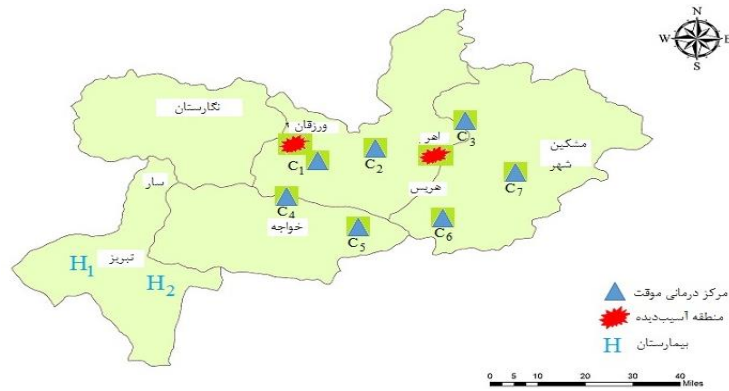 N
W E
S
نگارستان
ورزقان
اهر
C3
C1
C2
مشکین
شهر
سار
هریس
C7
C4
خواجه
C5
C6
تبریز
H1
H2
مرکز درمانی موقت
منطقه آسیب‌دیده
بیمارستان
H
0 5 10 20 30 40
Miles